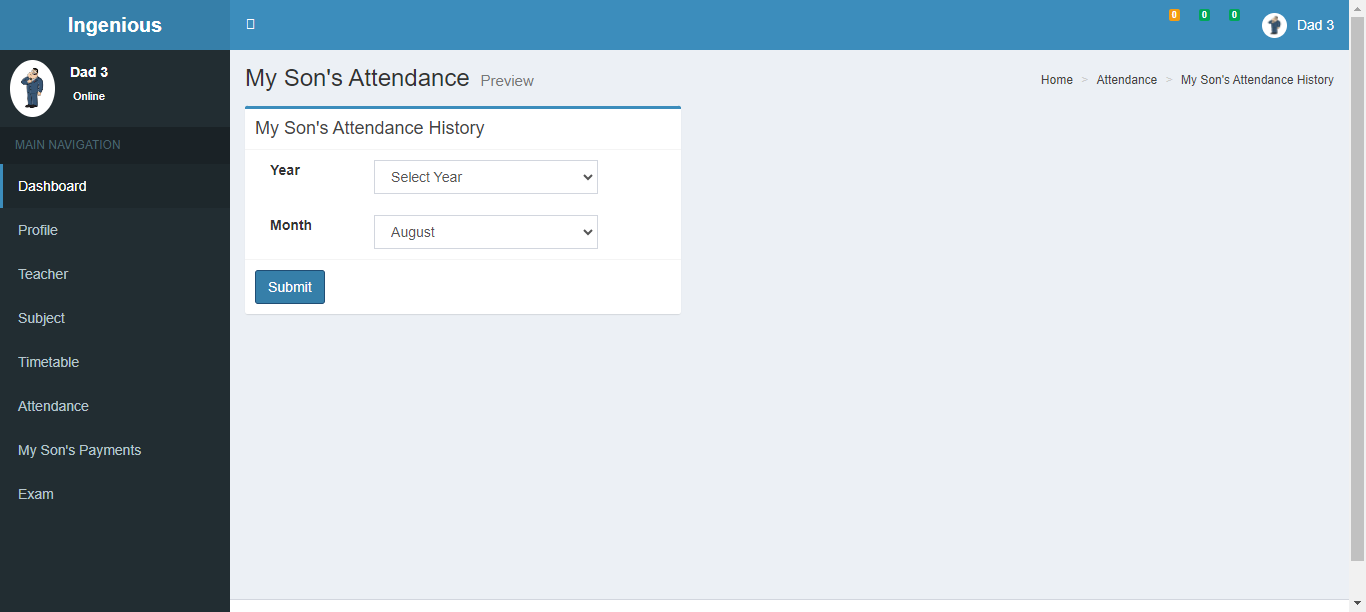 Ingenious
0 0 0 Dad 3
Dad 3
Online
MAIN NAVIGATION
Dashboard
Profile
Teacher
Subject
Timetable
Attendance
My Son's Payments
Exam
My Son's Attendance Preview
Home > Attendance > My Son's Attendance History
My Son's Attendance History
Year Select Year
Month August
Submit